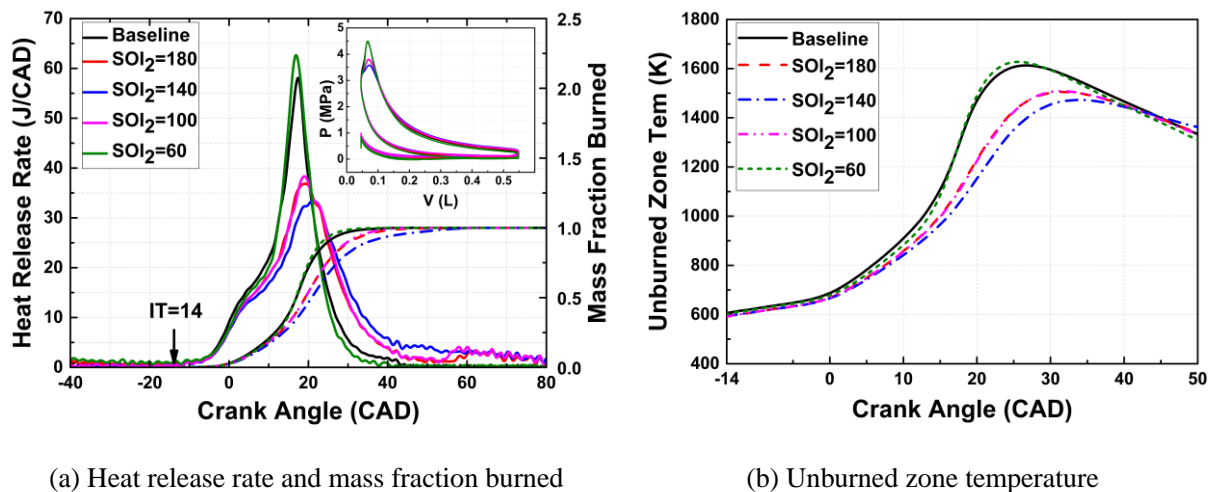 (a)
Heat Release Rate (J/CAD)
70
60
50
40
30
20
10
0
Baseline
SOI2=180
SOI2=140
SOI2=100
SOI2=60
P (MPa)
5
4
3
2
1
0
0.0 0.1 0.2 0.3 0.4 0.5
V (L)
IT=14
2.5
2.0
1.5
1.0
0.5
0.0
Mass Fraction Burned
-40 -20 0 20 40 60 80
Crank Angle (CAD)
(b)
Unburned Zone Tem (K)
1800
1600
1400
1200
1000
800
600
400
Baseline
SOI2=180
SOI2=140
SOI2=100
SOI2=60
-14 0 10 20 30 40 50
Crank Angle (CAD)
(a) Heat release rate and mass fraction burned
(b) Unburned zone temperature